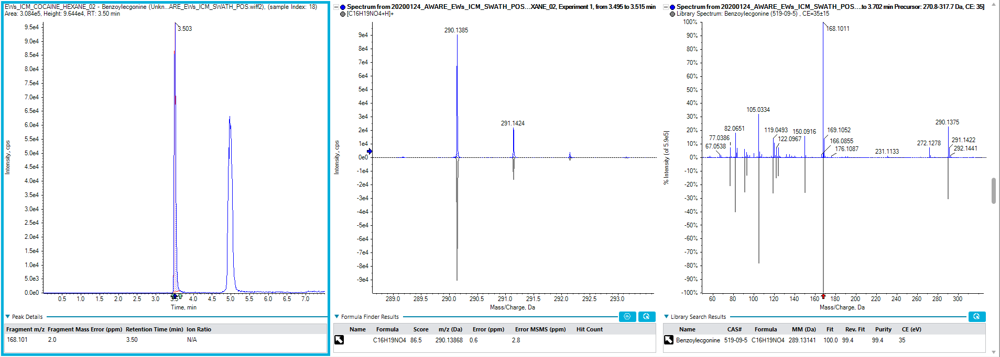 EWs_ICM_COCAINE_HEXANE_02 - Benzoylecgonine (Unkn...ARE_EWs_ICM_SWATH_POS.wiff2), (sample Index: 18)
Area: 3.084e5, Height: 9.644e4, RT: 3.50 min
3.503
9.5e4
9.0e4
8.5e4
8.0e4
7.5e4
7.0e4
6.5e4
6.0e4
5.5e4
5.0e4
4.5e4
4.0e4
3.5e4
3.0e4
2.5e4
2.0e4
1.5e4
1.0e4
5.0e3
0.0e0
Intensity, cps
0.5 1.0 1.5 2.0 2.5 3.0 3.5 4.0 4.5 5.0 5.5 6.0 6.5 7.0
Time, min
Peak Details
Fragment m/z Fragment Mass Error (ppm) Retention Time (min) Ion Ratio
168.101 2.0 3.50 N/A
Spectrum from 20200124_AWARE_EWs_ICM_SWATH_POS...XANE_02, Experiment 1, from 3.495 to 3.515 min
[C16H19NO4+H]+
290.1385
291.1424
9e4
8e4
7e4
6e4
5e4
4e4
3e4
2e4
1e4
0e0
-1e4
-2e4
-3e4
-4e4
-5e4
-6e4
-7e4
-8e4
-9e4
Intensity, cps
289.0 289.5 290.0 290.5 291.0 291.5 292.0 292.5 293.0
Mass/Charge, Da
Formula Finder Results
Name Formula Score m/z (Da) Error (ppm) Error MSMS (ppm) Hit Count
C16H19NO4 86.5 290.13868 0.6 2.8
Spectrum from 20200124_AWARE_EWs_ICM_SWATH_POS....to 3.702 min Precursor: 270.8-317.7 Da, CE: 35]
Library Spectrum: Benzoylecgonine (519-09-5) , CE=35±15
100%
90%
80%
70%
60%
50%
40%
30%
20%
10%
0%
-10%
-20%
-30%
-40%
-50%
-60%
-70%
-80%
-90%
-100%
% Intensity (of 5.9e5)
168.1011
105.0334
82.0651
119.0493
150.0916
169.1052
290.1375
77.0386
122.0967
166.0855
272.1278
291.1422
67.0538
176.1087
231.1133
292.1441
60 80 100 120 140 160 180 200 220 240 260 280 300
Mass/Charge, Da
Library Search Results
Name CAS# Formula MM (Da) Fit Rev. Fit Purity CE (eV)
Benzoylecgonine 519-09-5 C16H19NO4 289.13141 100.0 99.4 99.4 35